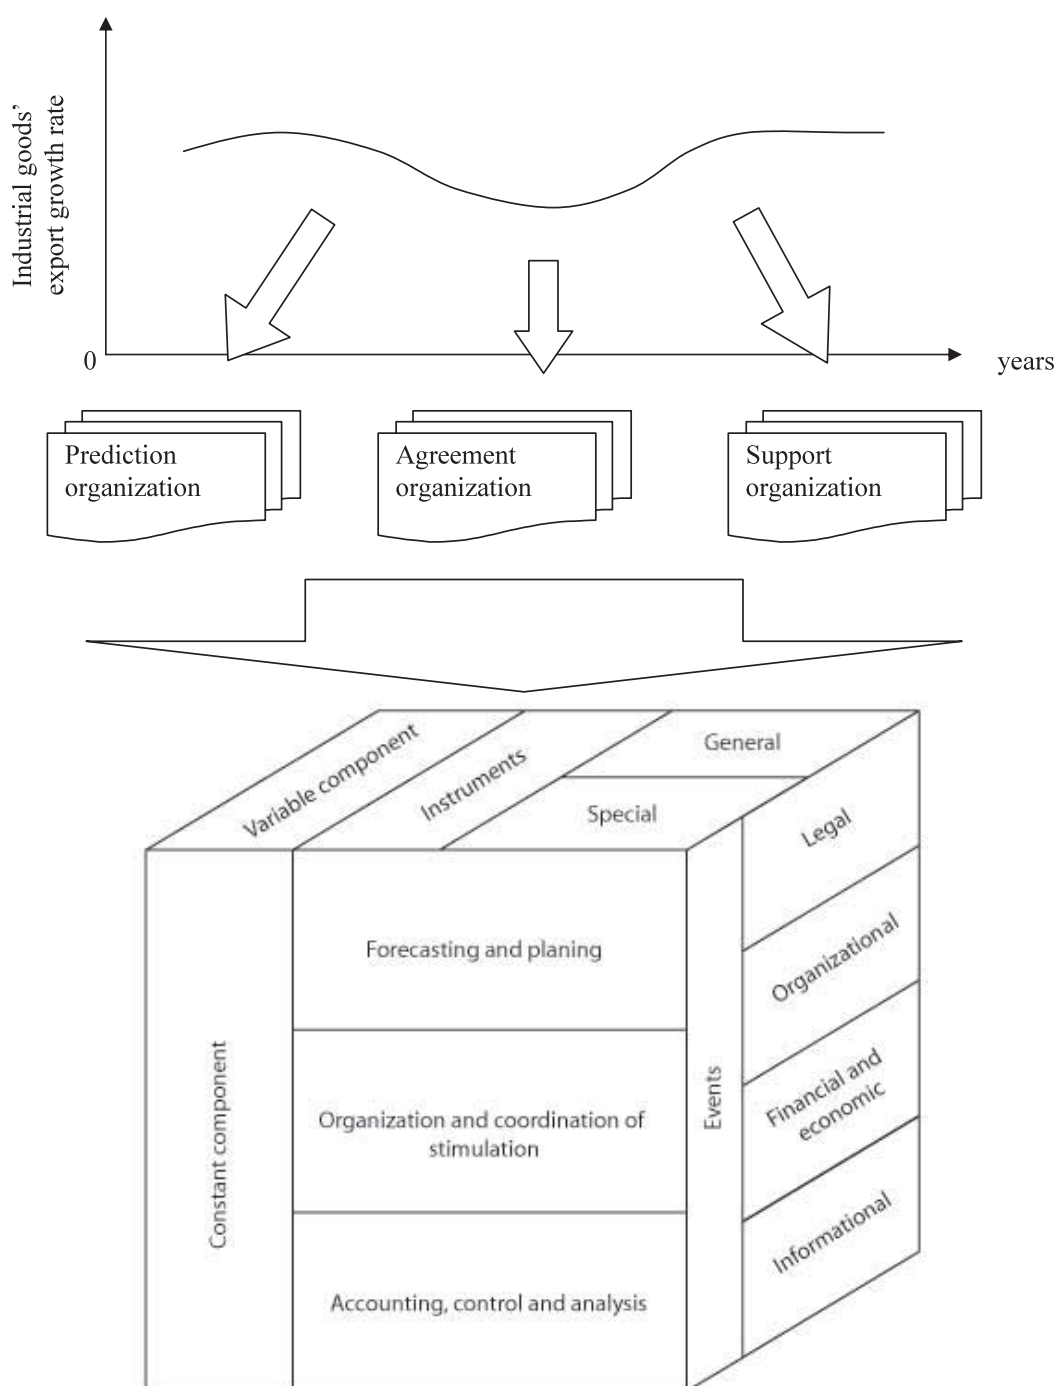 Industrial goods’
export growth rate
0
years
Prediction
organization
Agreement
organization
Support
organization
Variable component
Instruments
General
Special
Legal
Organizational
Financial and
economic
Informational
Events
Constant component
Forecasting and planing
Organization and coordination of
stimulation
Accounting, control and analysis